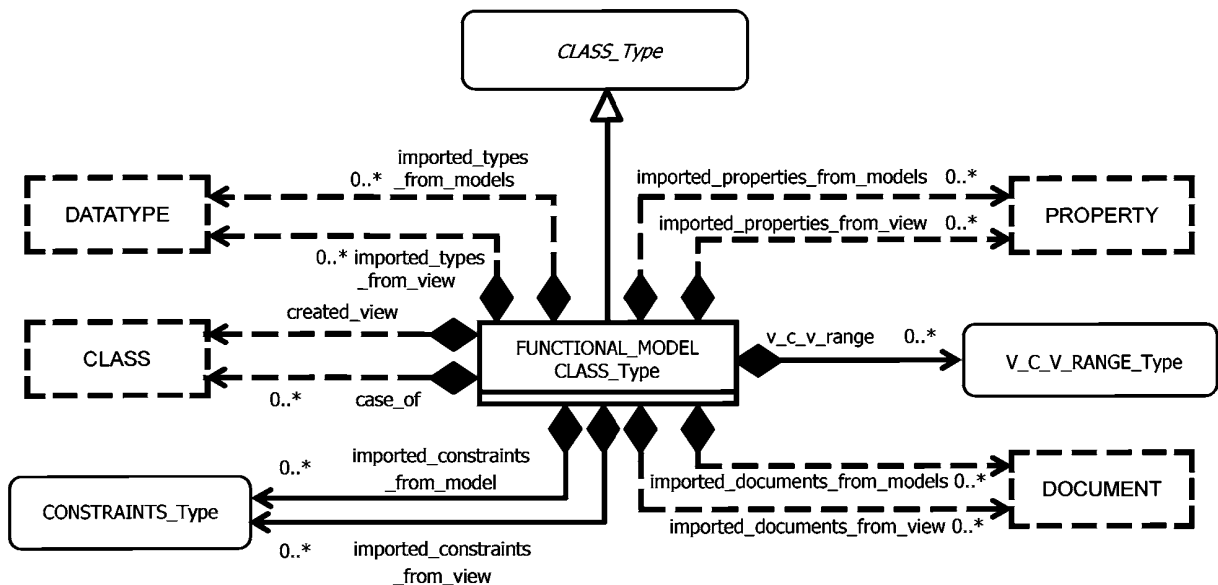 CLASS_Type
imported_types
0..* _from_models
imported_properties_from_models 0..*
DATATYPE
PROPERTY
imported_properties_from_view 0..*
0..* imported_types
_from_view
created_view
CLASS
FUNCTIONAL_MODEL
CLASS_Type
v_c_v_range 0..*
V_C_V_RANGE_Type
0..* case_of
0..* imported_constraints
_from_model
imported_documents_from_models 0..*
DOCUMENT
CONSTRAINTS_Type
imported_documents_from_view 0..*
0..* imported_constraints
_from_view